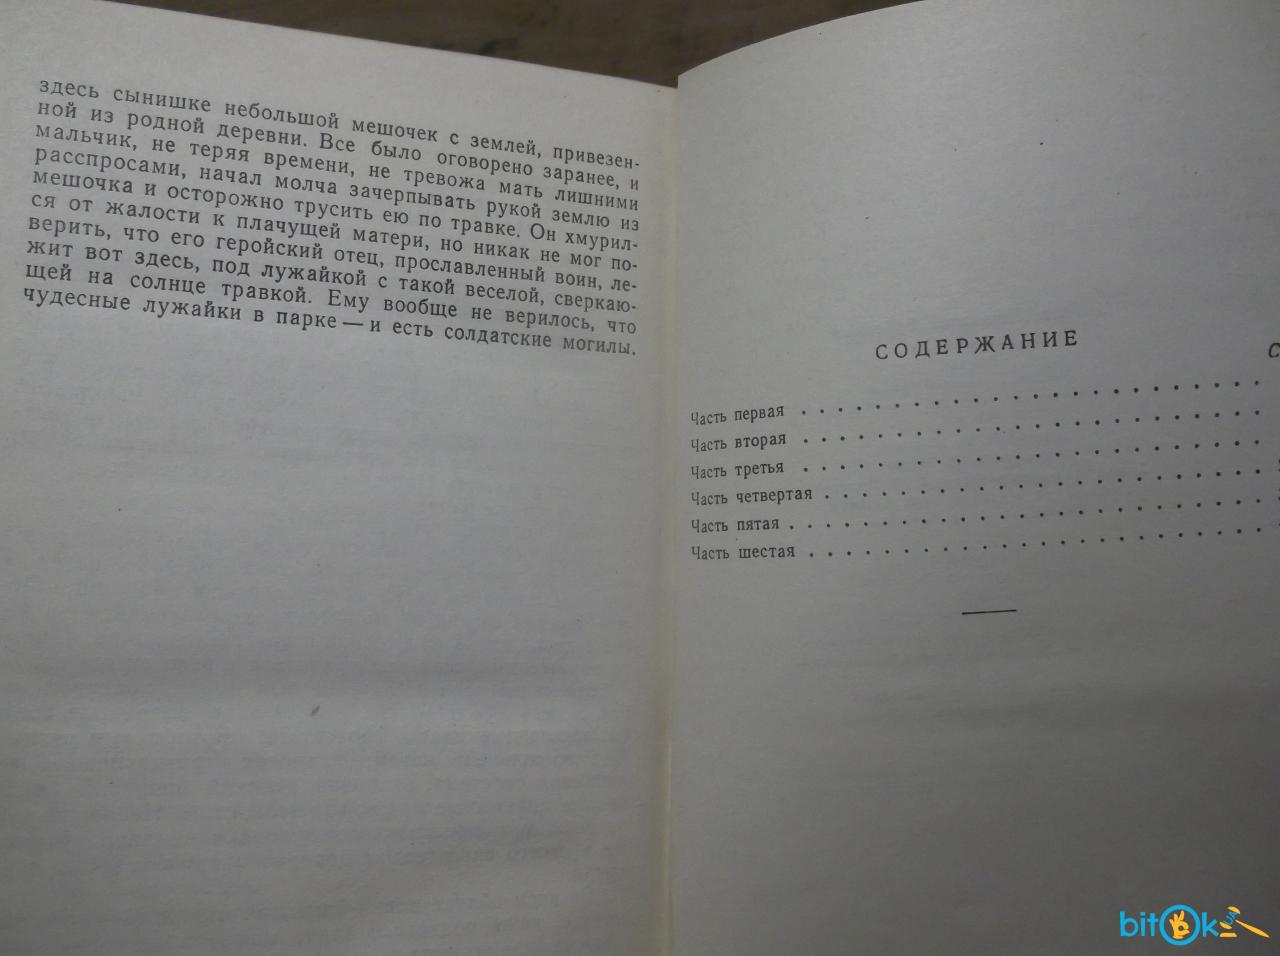 здесь сынишке небольшой мешочек с землей, привезен-
ной из родной деревни. Все было оговорено заранее, и
мальчик, не теряя времени, не тревожа мать лишними
расспросами, начал молча зачерпывать рукой землю из
мешочка и осторожно трусить ею по травке. Он хмурил-
ся от жалости к плачущей матери, но никак не мог по-
верить, что его геройский отец, прославленный воин, ле-
жит вот здесь, под лужайкой с такой веселой, сверкаю-
щей на солнце травкой. Ему вообще не верилось, что
чудесные лужайки в парке — и есть солдатские могилы.
СОДЕРЖАНИЕ
Часть первая . . . . . . . . . . . . . . . . . . . .
Часть вторая . . . . . . . . . . . . . . . . . . . .
Часть третья . . . . . . . . . . . . . . . . . . . .
Часть четвертая . . . . . . . . . . . . . . . . . . . .
Часть пятая . . . . . . . . . . . . . . . . . . . .
Часть шестая . . . . . . . . . . . . . . . . . . . .
bitOk